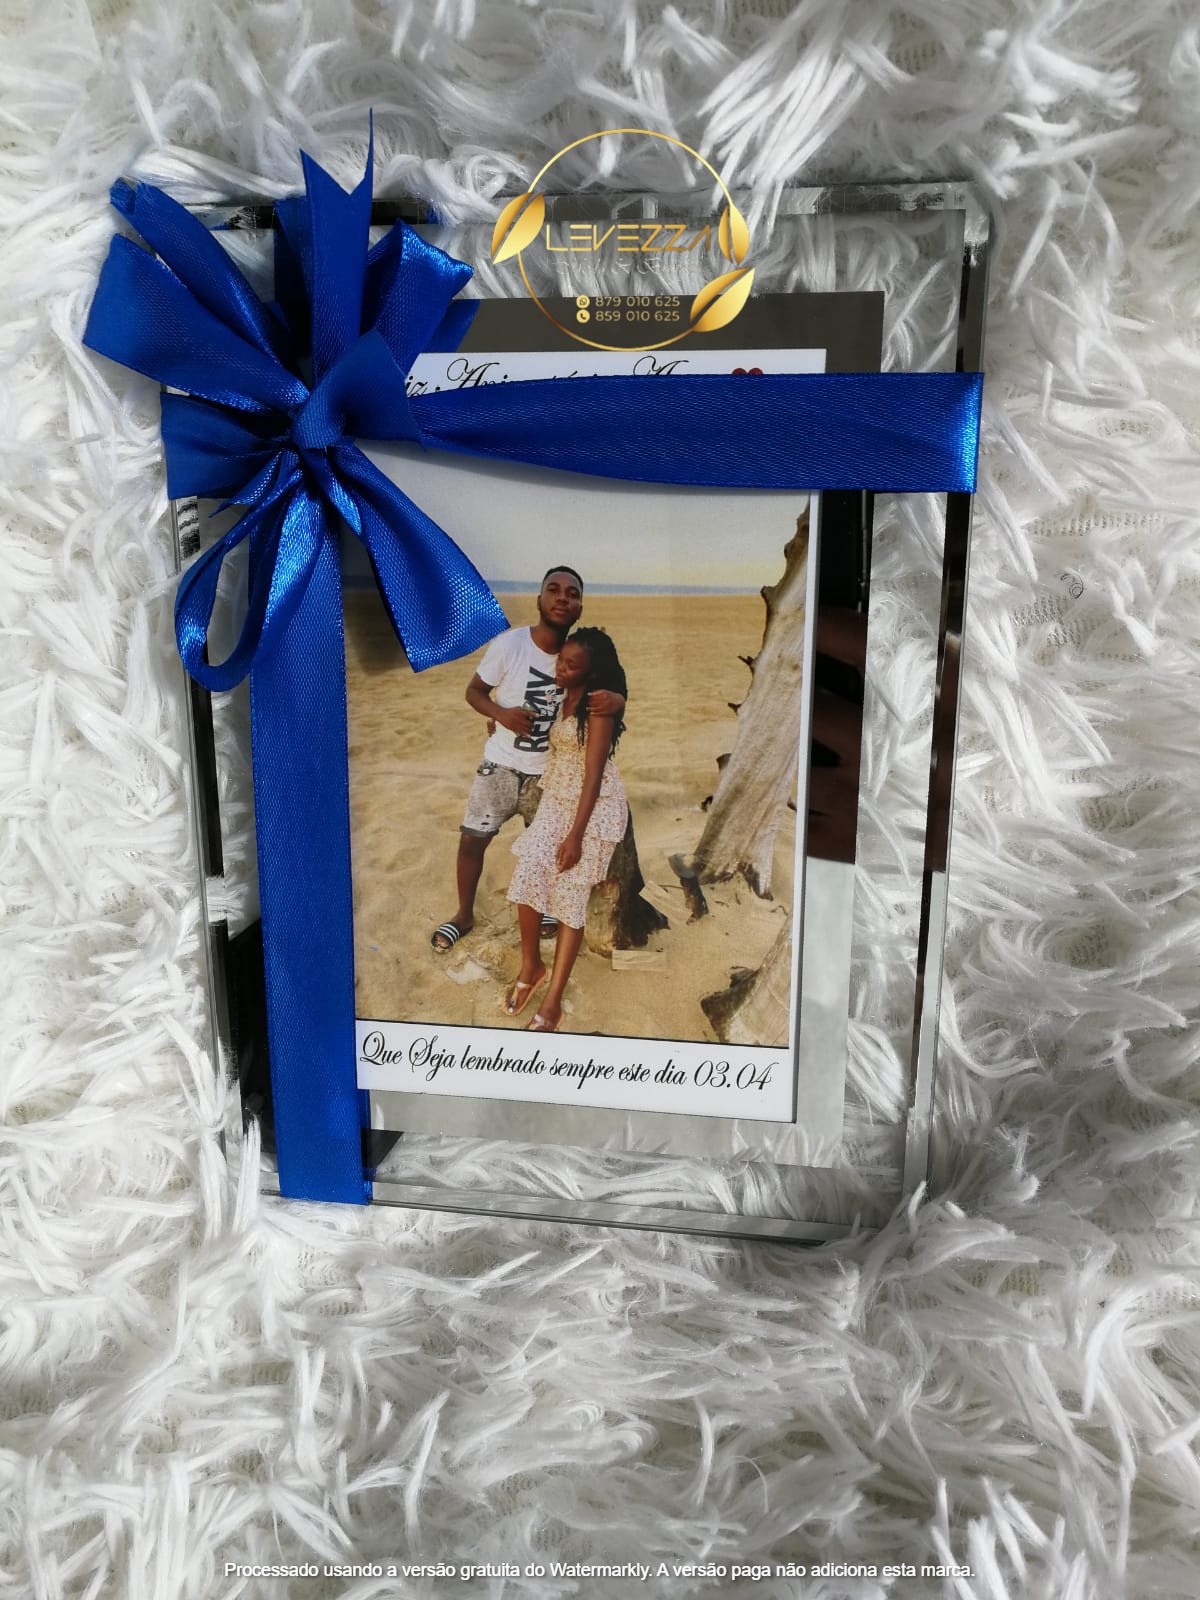 LEVEZZA
879 010 625
859 010 625
Que Seja lembrado sempre este dia 03.04
Processado usando a versão gratuita do Watermarkly. A versão paga não adiciona esta marca.